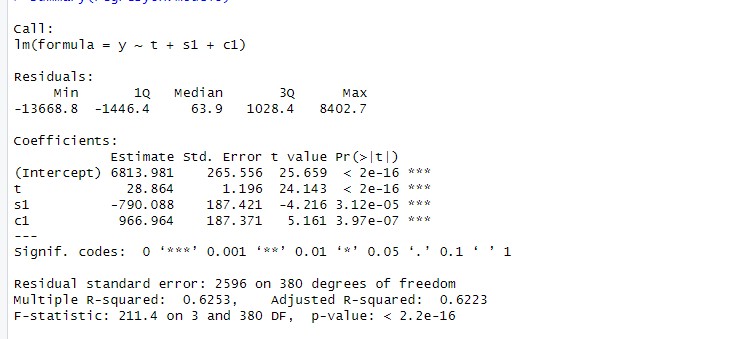 Call:
lm(formula = y ~ t + s1 + c1)
Residuals:
Min 1Q Median 3Q Max
-13668.8 -1446.4 63.9 1028.4 8402.7
Coefficients:
Estimate Std. Error t value Pr(>|t|)
(Intercept) 6813.981 265.556 25.659 < 2e-16 ***
t 28.864 1.196 24.143 < 2e-16 ***
s1 -790.088 187.421 -4.216 3.12e-05 ***
c1 966.964 187.371 5.161 3.97e-07 ***
---
Signif. codes: 0 ‘***’ 0.001 ‘**’ 0.01 ‘*’ 0.05 ‘.’ 0.1 ‘ ’ 1
Residual standard error: 2596 on 380 degrees of freedom
Multiple R-squared: 0.6253, Adjusted R-squared: 0.6223
F-statistic: 211.4 on 3 and 380 DF, p-value: < 2.2e-16